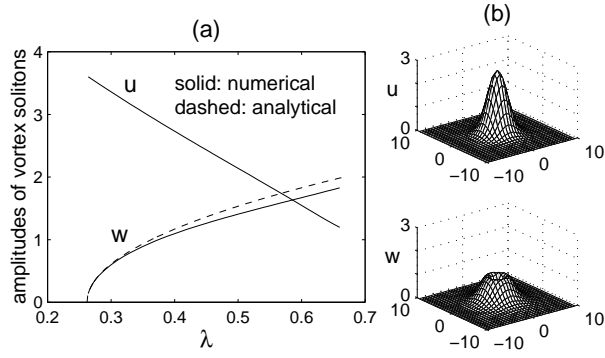 (a)
amplitudes of vortex solitons
4
3
2
1
0
0.2 0.3 0.4 0.5 0.6 0.7
λ
u
w
solid: numerical
dashed: analytical
(b)
u
3
0
10
0
−10
−10
0
10
w
3
0
10
0
−10
−10
0
10